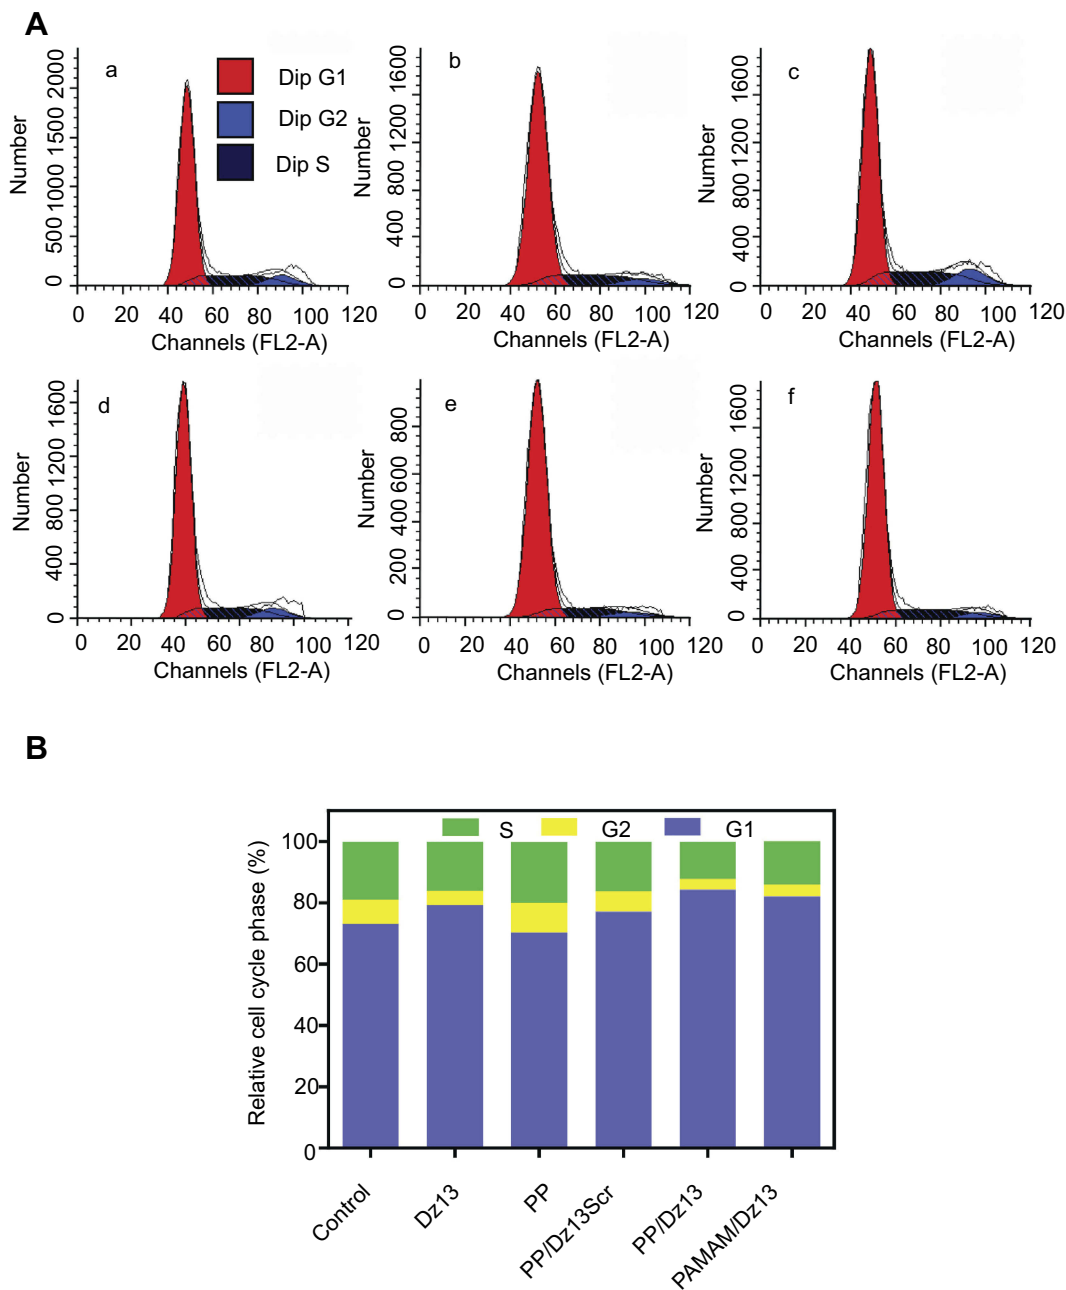 A
a
Dip G1
Dip G2
Dip S
Number
0 500 1000 1500 2000
0 20 40 60 80 100 120
Channels (FL2-A)
b
Number
0 400 800 1200 1600
0 20 40 60 80 100 120
Channels (FL2-A)
c
Number
0 400 800 1200 1600
0 20 40 60 80 100 120
Channels (FL2-A)
d
Number
0 400 800 1200 1600
0 20 40 60 80 100 120
Channels (FL2-A)
e
Number
0 200 400 600 800
0 20 40 60 80 100 120
Channels (FL2-A)
f
Number
0 400 800 1200 1600
0 20 40 60 80 100 120
Channels (FL2-A)
B
S G2 G1
Relative cell cycle phase (%)
100
80
60
40
20
0
Control
Dz13
PP
PP/Dz13Scr
PP/Dz13
PAMAM/Dz13